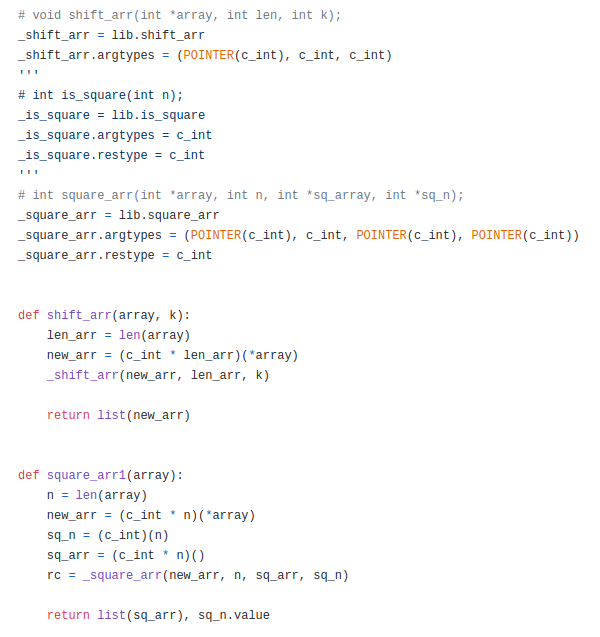 # void shift_arr(int *array, int len, int k);
_shift_arr = lib.shift_arr
_shift_arr.argtypes = (POINTER(c_int), c_int, c_int)
'''
# int is_square(int n);
_is_square = lib.is_square
_is_square.argtypes = c_int
_is_square.restype = c_int
'''
# int square_arr(int *array, int n, int *sq_array, int *sq_n);
_square_arr = lib.square_arr
_square_arr.argtypes = (POINTER(c_int), c_int, POINTER(c_int), POINTER(c_int))
_square_arr.restype = c_int
def shift_arr(array, k):
    len_arr = len(array)
    new_arr = (c_int * len_arr)(*array)
    _shift_arr(new_arr, len_arr, k)
    return list(new_arr)
def square_arr1(array):
    n = len(array)
    new_arr = (c_int * n)(*array)
    sq_n = (c_int)(n)
    sq_arr = (c_int * n)()
    rc = _square_arr(new_arr, n, sq_arr, sq_n)
    return list(sq_arr), sq_n.value